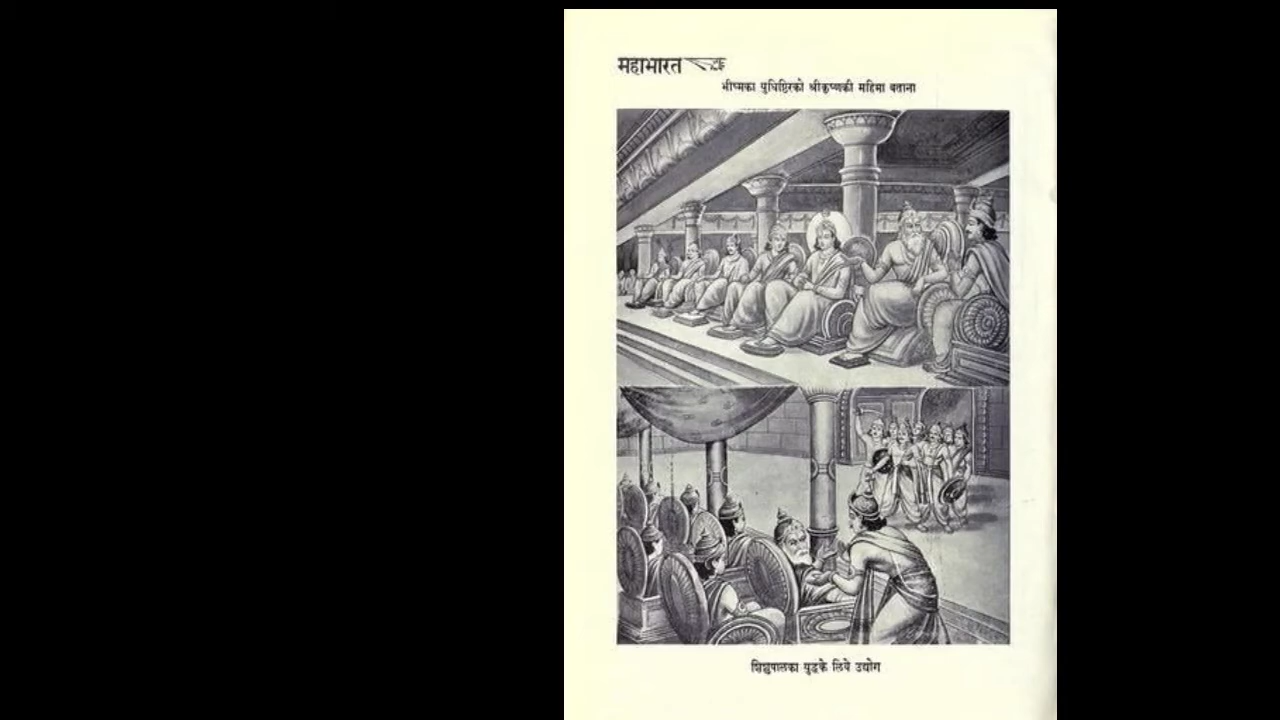 महाभारत
भीष्मका युधिष्ठिरको श्रीकृष्णकी महिमा बताना
शिशुपालका युद्धके लिये उद्योग